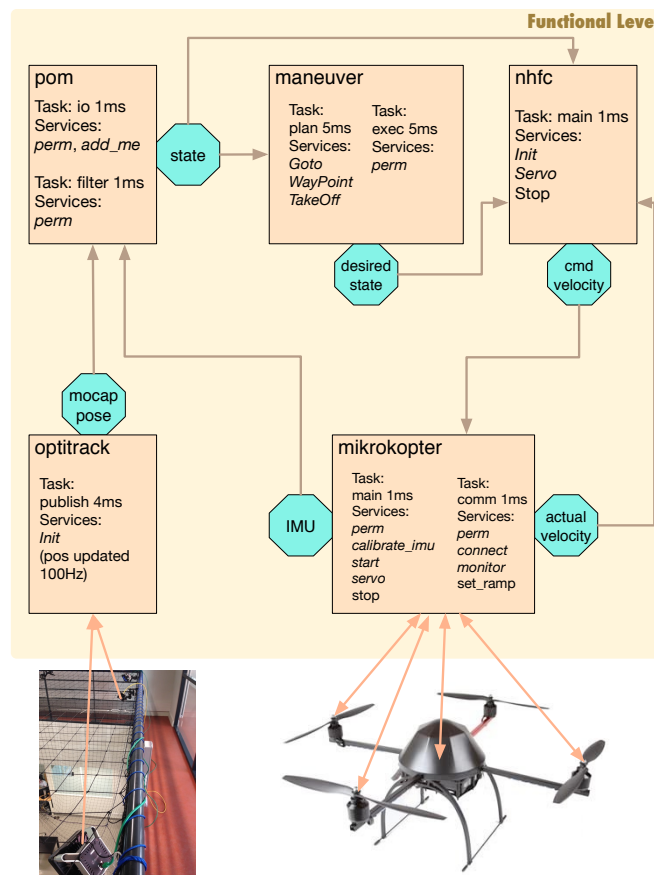 Functional Leve
pom
Task: io 1ms
Services:
perm, add_me
Task: filter 1ms
Services:
perm
state
maneuver
Task:
plan 5ms
Services:
Goto
WayPoint
TakeOff
Task:
exec 5ms
Services:
perm
nhfc
Task: main 1ms
Services:
Init
Servo
Stop
desired
state
cmd
velocity
mocap
pose
optitrack
Task:
publish 4ms
Services:
Init
(pos updated
100Hz)
IMU
mikrokopter
Task:
main 1ms
Services:
perm
calibrate_imu
start
servo
stop
Task:
comm 1ms
Services:
perm
connect
monitor
set_ramp
actual
velocity